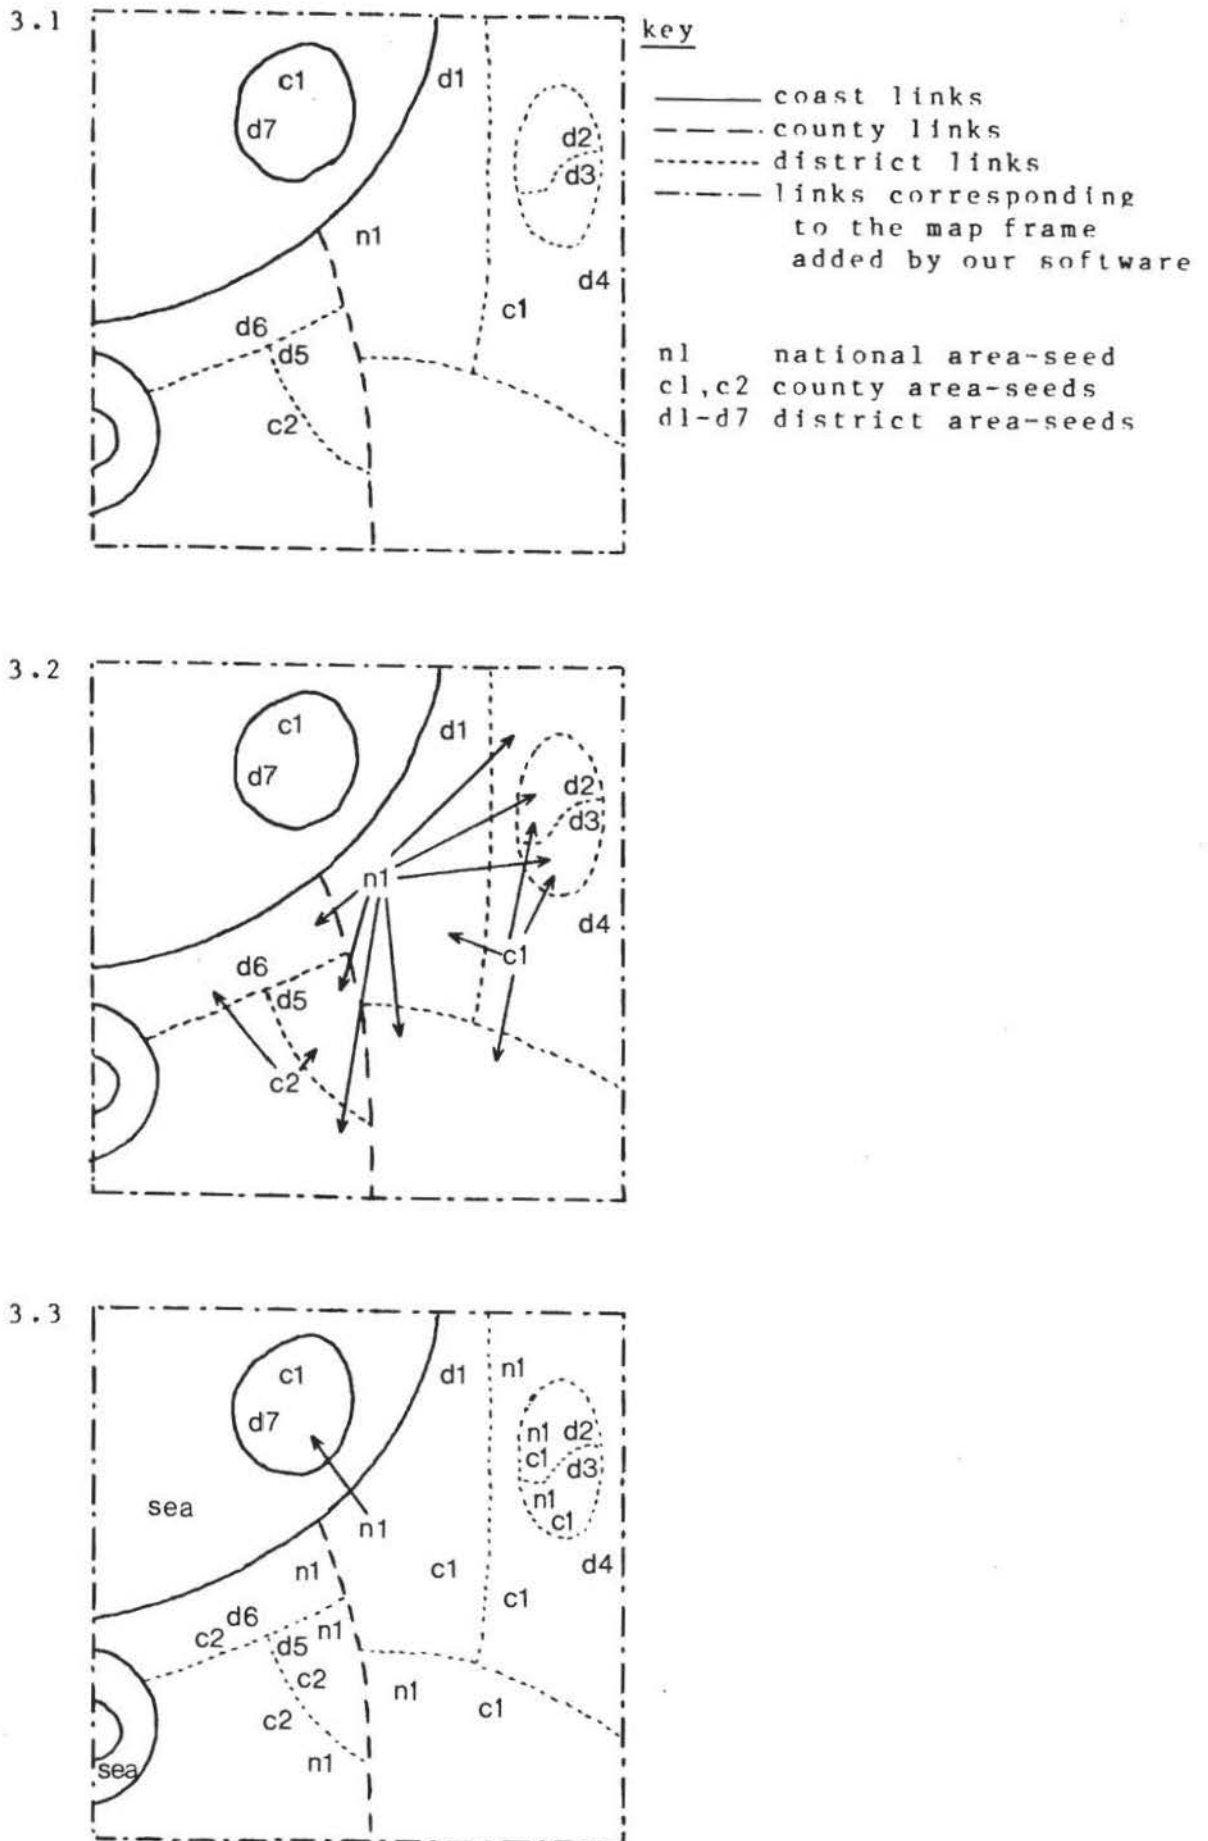 3.1
key
coast links
county links
district links
links corresponding
to the map frame
added by our software
n1 national area-seed
c1,c2 county area-seeds
d1-d7 district area-seeds
c1
d7
d1
d2
d3
n1
d4
c1
d6
d5
c2
3.2
c1
d7
d1
d2
d3
n1
d4
c1
d6
d5
c2
3.3
c1
d7
d1
n1
n1 d2
c1
d3
n1
c1
sea
n1
n1
c1
d4
c1
d6
c2
n1
d5
c2
n1
c1
c2
n1
sea